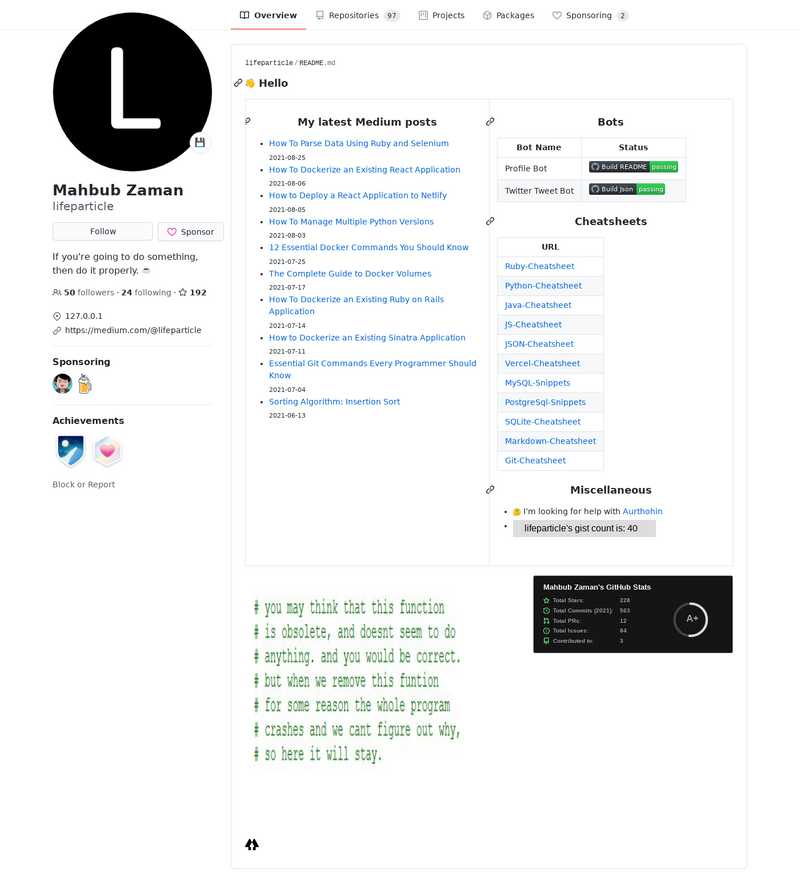 Overview
Repositories 97
Projects
Packages
Sponsoring 2
L
Mahbub Zaman
lifeparticle
Follow
Sponsor
If you're going to do something,
then do it properly.
50 followers · 24 following · 192
127.0.0.1
https://medium.com/@lifeparticle
Sponsoring
Achievements
Block or Report
lifeparticle/README.md
👋 Hello
My latest Medium posts
How To Parse Data Using Ruby and Selenium
2021-08-25
How To Dockerize an Existing React Application
2021-08-06
How to Deploy a React Application to Netlify
2021-08-05
How To Manage Multiple Python Versions
2021-08-03
12 Essential Docker Commands You Should Know
2021-07-25
The Complete Guide to Docker Volumes
2021-07-17
How To Dockerize an Existing Ruby on Rails
Application
2021-07-14
How to Dockerize an Existing Sinatra Application
2021-07-11
Essential Git Commands Every Programmer Should
Know
2021-07-04
Sorting Algorithm: Insertion Sort
2021-06-13
Bots
Bot Name Status
Profile Bot Build README passing
Twitter Tweet Bot Build Json passing
Cheatsheets
URL
Ruby-Cheatsheet
Python-Cheatsheet
Java-Cheatsheet
JS-Cheatsheet
JSON-Cheatsheet
Vercel-Cheatsheet
MySQL-Snippets
PostgreSql-Snippets
SQLite-Cheatsheet
Markdown-Cheatsheet
Git-Cheatsheet
Miscellaneous
I'm looking for help with Aurthohin
lifeparticle's gist count is: 40
# you may think that this function
# is obsolete, and doesnt seem to do
# anything. and you would be correct.
# but when we remove this funtion
# for some reason the whole program
# crashes and we cant figure out why,
# so here it will stay.
Mahbub Zaman's GitHub Stats
Total Stars: 228
Total Commits (2021): 563
Total PRs: 12
Total Issues: 84
Contributed to: 3
A+